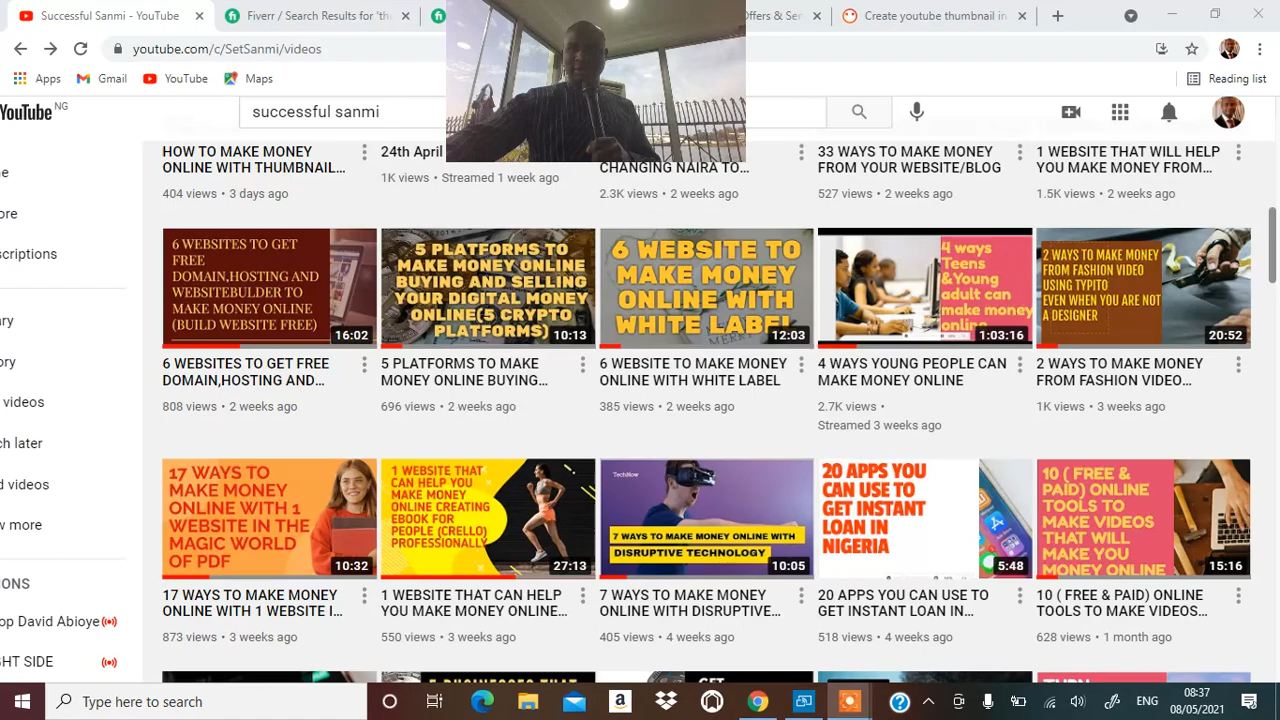 Successful Sanmi - YouTube
Fiverr / Search Results for 'tha
Offers & Sen
Create youtube thumbnail in
youtube.com/c/SetSanmi/videos
Apps
Gmail
YouTube
Maps
Reading list
YouTube NG
successful sanmi
HOW TO MAKE MONEY
ONLINE WITH THUMBNAIL...
404 views • 3 days ago
24th April
1K views • Streamed 1 week ago
CHANGING NAIRA TO...
2.3K views • 2 weeks ago
33 WAYS TO MAKE MONEY
FROM YOUR WEBSITE/BLOG
527 views • 2 weeks ago
1 WEBSITE THAT WILL HELP
YOU MAKE MONEY FROM...
1.5K views • 2 weeks ago
me
ore
scriptions
ary
ory
videos
ch later
d videos
w more
IONS
op David Abioye
GHT SIDE
6 WEBSITES TO GET
FREE
DOMAIN,HOSTING AND
WEBSITEBULDER TO
MAKE MONEY ONLINE
(BUILD WEBSITE FREE)
16:02
6 WEBSITES TO GET FREE
DOMAIN,HOSTING AND...
808 views • 2 weeks ago
5 PLATFORMS TO
MAKE MONEY ONLINE
BUYING AND SELLING
YOUR DIGITAL MONEY
ONLINE(5 CRYPTO
PLATFORMS)
10:13
5 PLATFORMS TO MAKE
MONEY ONLINE BUYING...
696 views • 2 weeks ago
6 WEBSITE TO
MAKE MONEY
ONLINE WITH
WHITE LABEL
12:03
6 WEBSITE TO MAKE MONEY
ONLINE WITH WHITE LABEL
385 views • 2 weeks ago
4 ways
Teens
&Young
adult can
make money
online
1:03:16
4 WAYS YOUNG PEOPLE CAN
MAKE MONEY ONLINE
2.7K views •
Streamed 3 weeks ago
2 WAYS TO MAKE MONEY
FROM FASHION VIDEO
USING TYPITO
EVEN WHEN YOU ARE NOT
A DESIGNER
20:52
2 WAYS TO MAKE MONEY
FROM FASHION VIDEO...
1K views • 3 weeks ago
17 WAYS TO
MAKE MONEY
ONLINE WITH 1
WEBSITE IN THE
MAGIC WORLD
OF PDF
10:32
17 WAYS TO MAKE MONEY
ONLINE WITH 1 WEBSITE I...
873 views • 3 weeks ago
1 WEBSITE THAT
CAN HELP YOU
MAKE MONEY
ONLINE CREATING
EBOOK FOR
PEOPLE (CRELLO)
PROFESSIONALLY
27:13
1 WEBSITE THAT CAN HELP
YOU MAKE MONEY ONLINE...
550 views • 3 weeks ago
TechNow
7 WAYS TO MAKE MONEY ONLINE WITH
DISRUPTIVE TECHNOLOGY
10:05
7 WAYS TO MAKE MONEY
ONLINE WITH DISRUPTIVE...
405 views • 4 weeks ago
20 APPS YOU
CAN USE TO
GET INSTANT
LOAN IN
NIGERIA
5:48
20 APPS YOU CAN USE TO
GET INSTANT LOAN IN...
518 views • 4 weeks ago
10 ( FREE &
PAID) ONLINE
TOOLS TO
MAKE VIDEOS
THAT WILL
MAKE YOU
MONEY ONLINE
15:16
10 ( FREE & PAID) ONLINE
TOOLS TO MAKE VIDEOS...
628 views • 1 month ago
Type here to search
ENG
08:37
08/05/2021